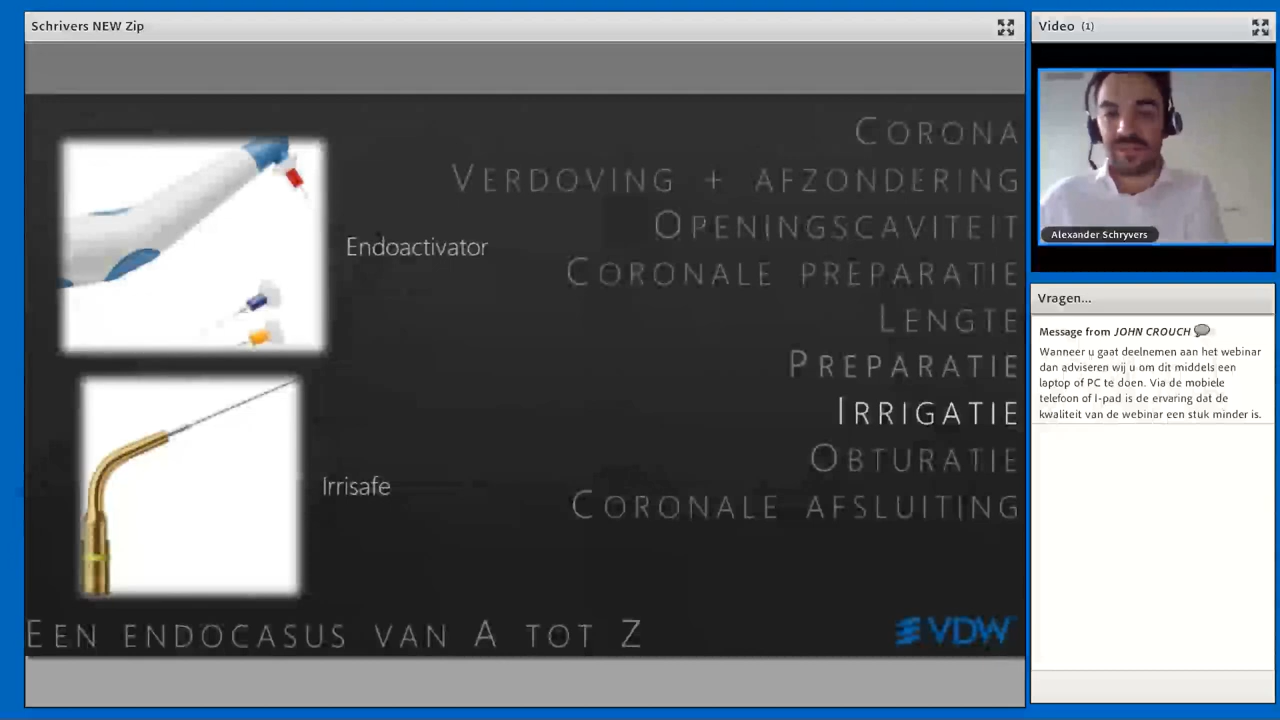 Schrivers NEW Zip
Endoactivator
Irrisafe
CORONA
VERDOVING + AFZONDERING
OPENINGSCAVITEIT
CORONALE PREPARATIE
LENGTE
PREPARATIE
IRRIGATIE
OBTURATIE
CORONALE AFSLUITING
EEN ENDOCASUS VAN A TOT Z
VDW
Video (1)
Alexander Schryvers
Vragen...
Message from JOHN CROUCH
Wanneer u gaat deelnemen aan het webinar
dan adviseren wij u om dit middels een
laptop of PC te doen. Via de mobiele
telefoon of I-pad is de ervaring dat de
kwaliteit van de webinar een stuk minder is.